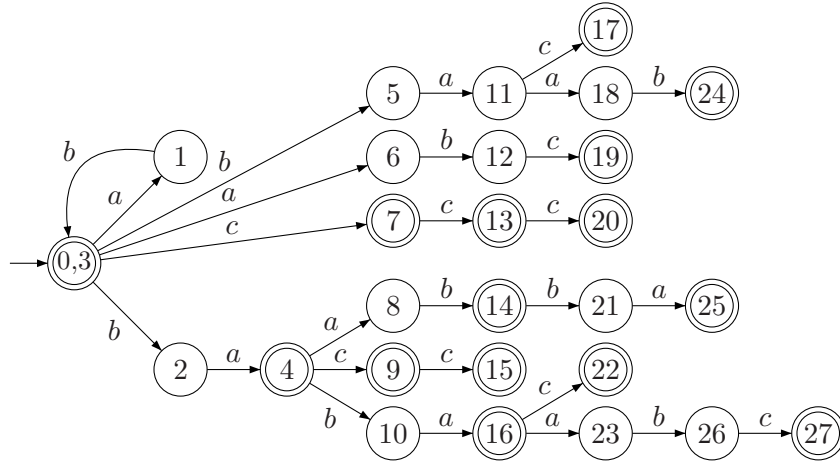 17
c
5 a 11 a 18 b 24
b 1 b 6 b 12 c 19
a a
c 7 c 13 c 20
0,3
8 b 14 b 21 a 25
b a
2 a 4 c 9 c 15 22
b c
10 a 16 a 23 b 26 c 27